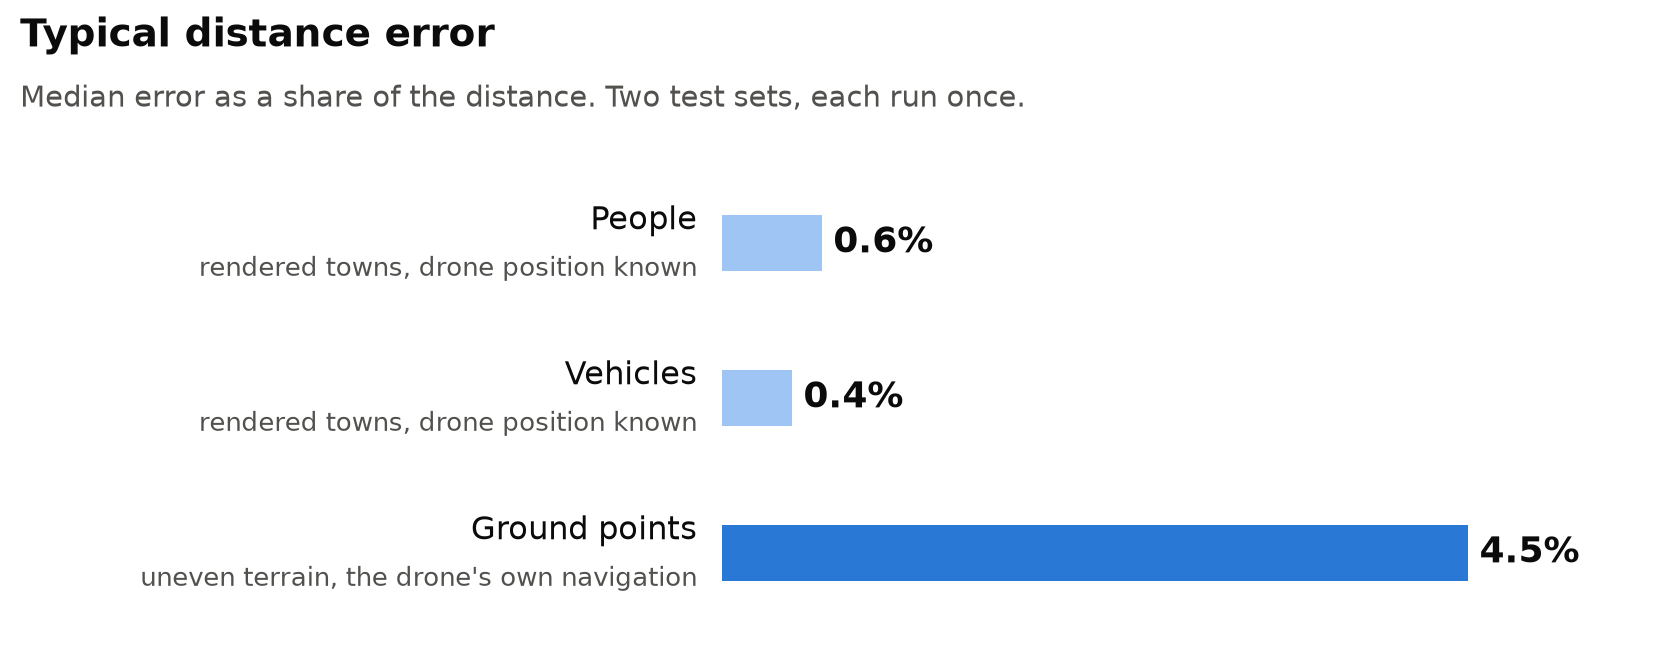 Typical distance error
Median error as a share of the distance. Two test sets, each run once.
People
rendered towns, drone position known
0.6%
Vehicles
rendered towns, drone position known
0.4%
Ground points
uneven terrain, the drone's own navigation
4.5%